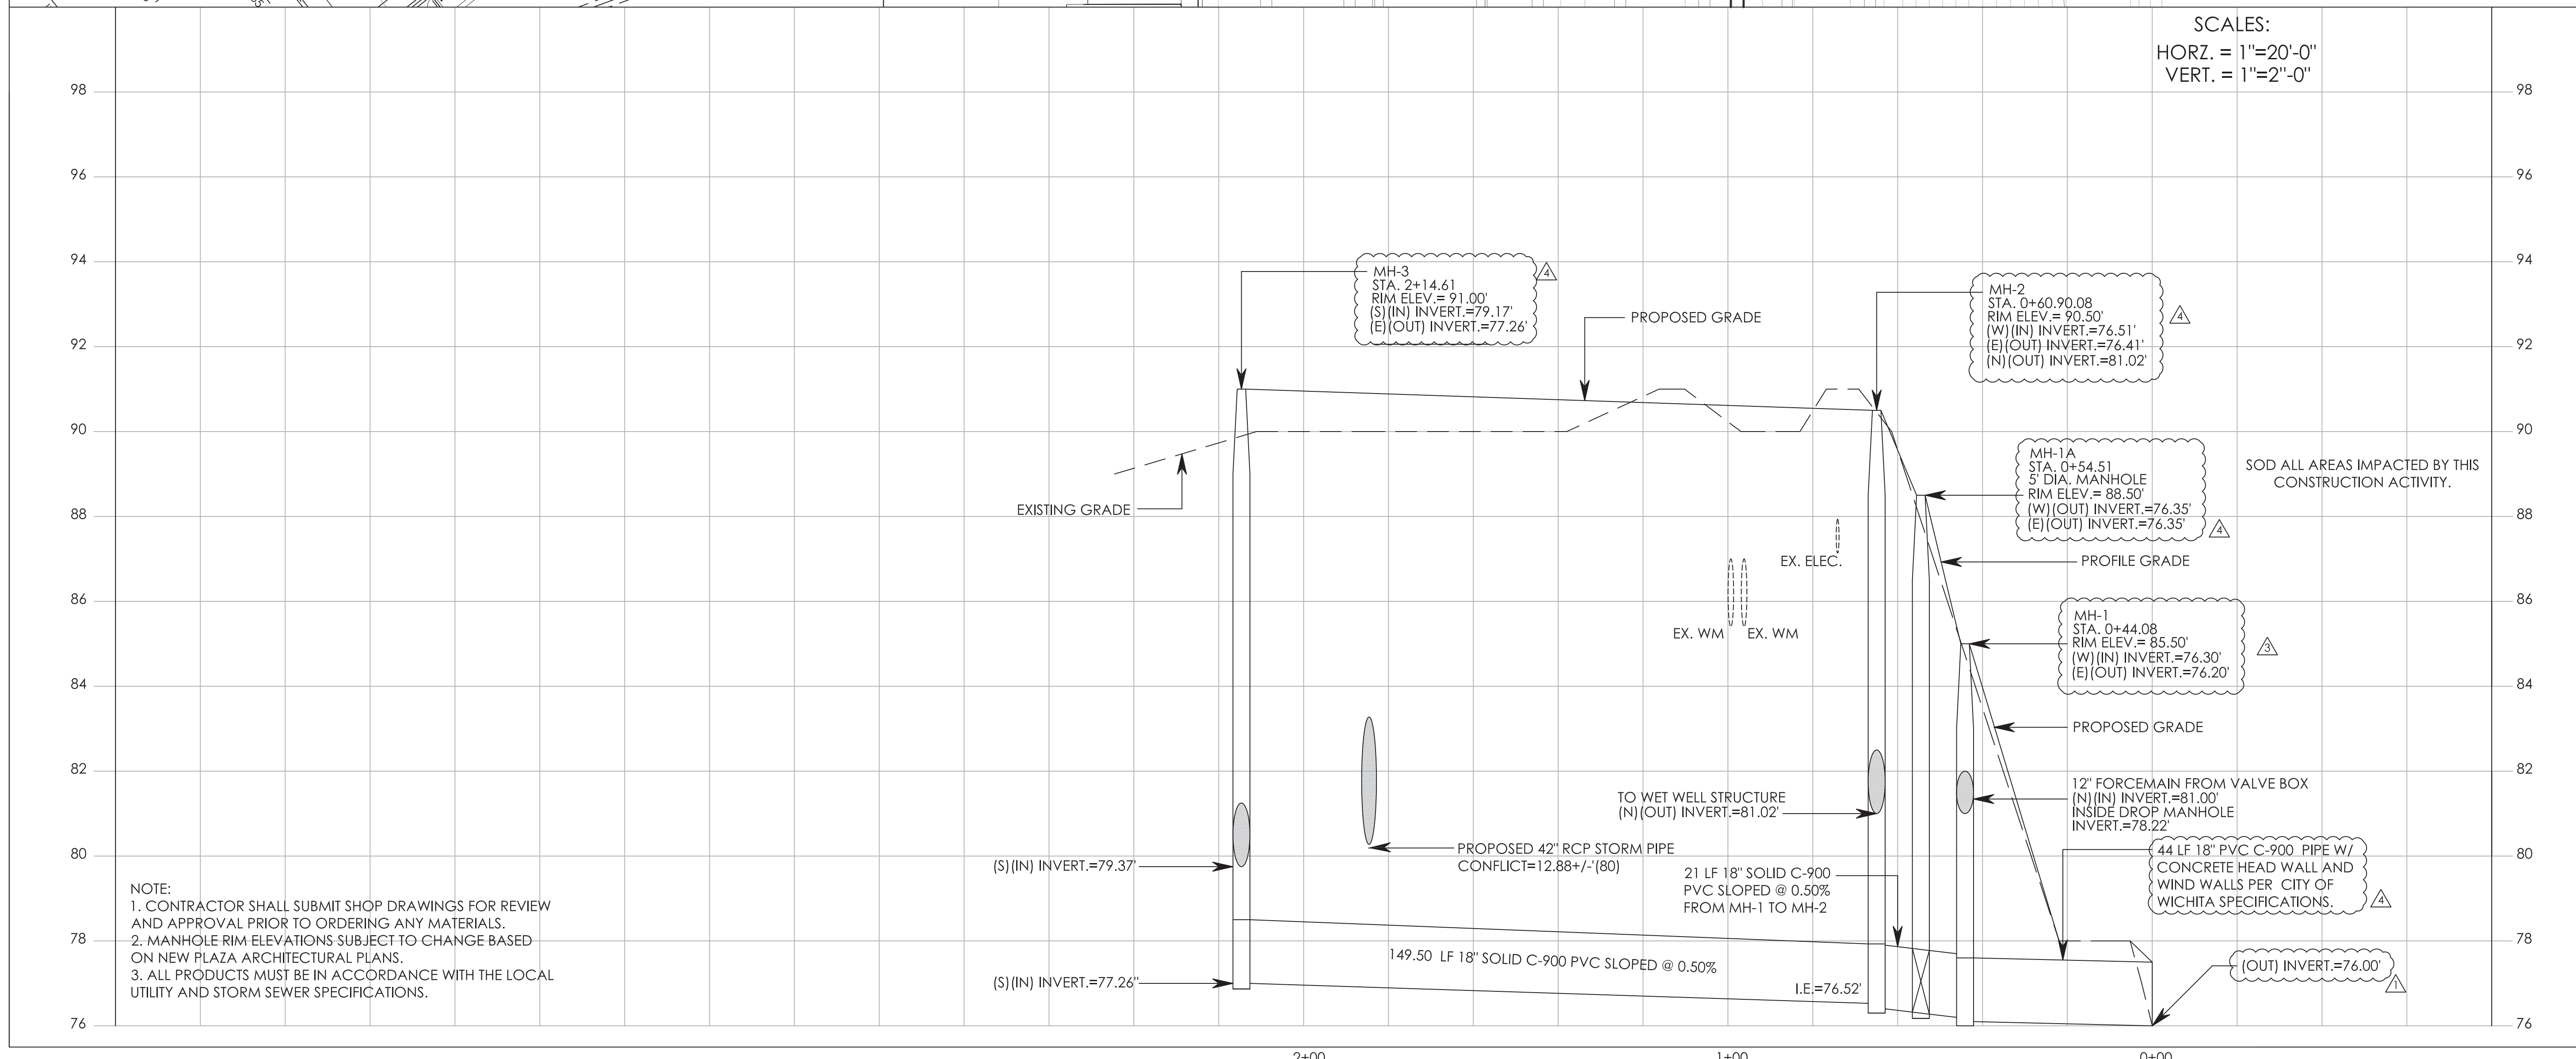 SCALES:
HORZ. = 1"=20'-0"
VERT. = 1"=2"-0"
98
98
96
96
94
94
92
92
90
90
88
88
86
86
84
84
82
82
80
80
78
78
76
76
MH-3
STA. 2+14.61
RIM ELEV.= 91.00'
(S)(IN) INVERT.=79.17'
(E)(OUT) INVERT.=77.26'
4
PROPOSED GRADE
MH-2
STA. 0+60.90.08
RIM ELEV.= 90.50'
(W)(IN) INVERT.=76.51'
(E)(OUT) INVERT.=76.41'
(N)(OUT) INVERT.=81.02'
4
EXISTING GRADE
MH-1A
STA. 0+54.51
5' DIA. MANHOLE
RIM ELEV.= 88.50'
(W)(OUT) INVERT.=76.35'
(E)(OUT) INVERT.=76.35'
4
SOD ALL AREAS IMPACTED BY THIS
CONSTRUCTION ACTIVITY.
EX. ELEC.
PROFILE GRADE
EX. WM
EX. WM
MH-1
STA. 0+44.08
RIM ELEV.= 85.50'
(W)(IN) INVERT.=76.30'
(E)(OUT) INVERT.=76.20'
3
PROPOSED GRADE
TO WET WELL STRUCTURE
(N)(OUT) INVERT.=81.02'
12" FORCEMAIN FROM VALVE BOX
(N)(IN) INVERT.=81.00'
INSIDE DROP MANHOLE
INVERT.=78.22'
PROPOSED 42" RCP STORM PIPE
CONFLICT=12.88+/-'(80)
(S)(IN) INVERT.=79.37'
21 LF 18" SOLID C-900
PVC SLOPED @ 0.50%
FROM MH-1 TO MH-2
44 LF 18" PVC C-900 PIPE W/
CONCRETE HEAD WALL AND
WIND WALLS PER CITY OF
WICHITA SPECIFICATIONS.
4
NOTE:
1. CONTRACTOR SHALL SUBMIT SHOP DRAWINGS FOR REVIEW
AND APPROVAL PRIOR TO ORDERING ANY MATERIALS.
2. MANHOLE RIM ELEVATIONS SUBJECT TO CHANGE BASED
ON NEW PLAZA ARCHITECTURAL PLANS.
3. ALL PRODUCTS MUST BE IN ACCORDANCE WITH THE LOCAL
UTILITY AND STORM SEWER SPECIFICATIONS.
149.50 LF 18" SOLID C-900 PVC SLOPED @ 0.50%
(S)(IN) INVERT.=77.26"
I.E.=76.52'
(OUT) INVERT.=76.00'
1
2+00
1+00
0+00